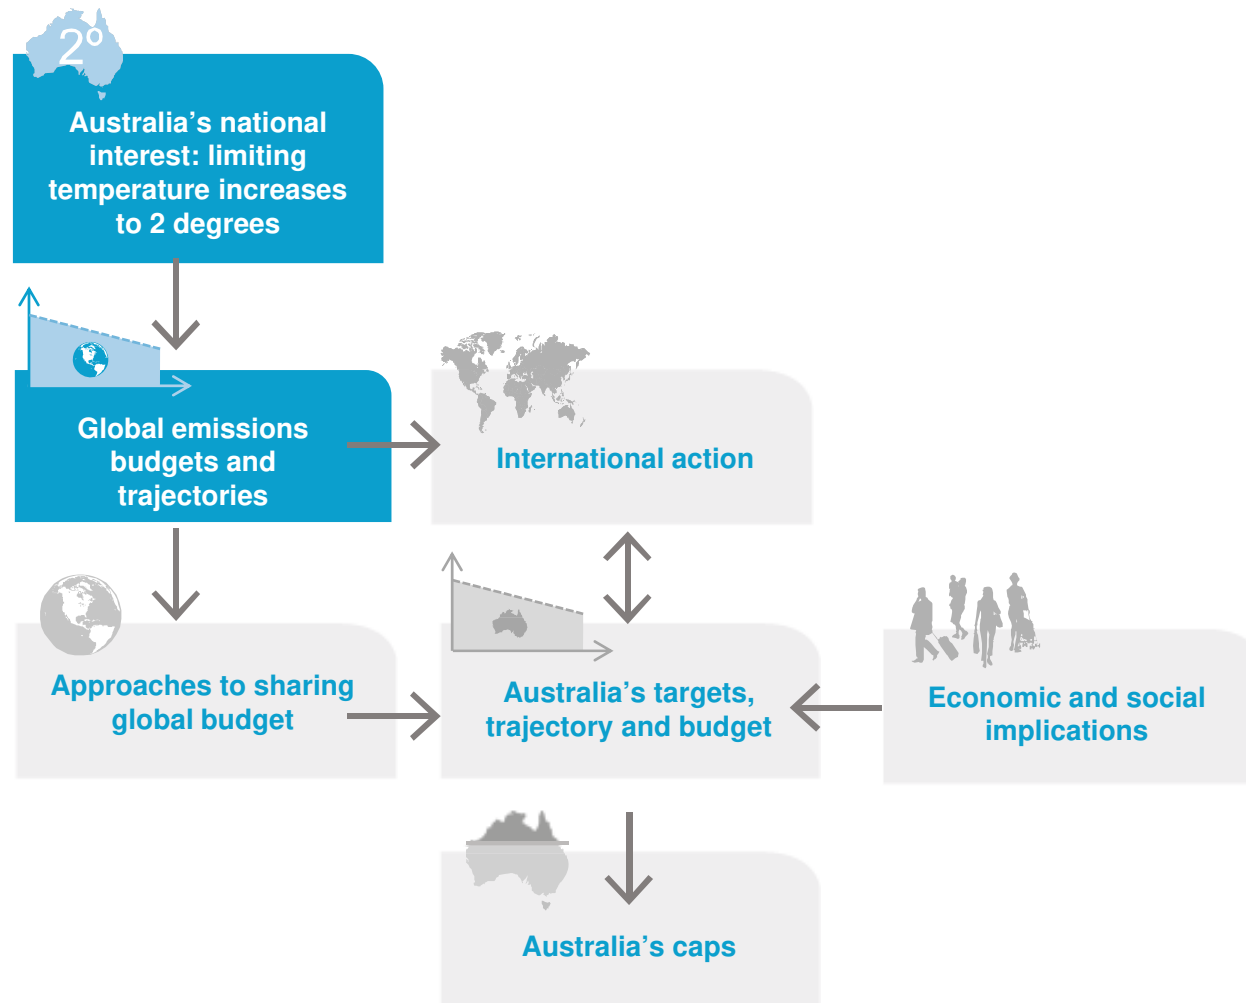 2º
Australia’s national
interest: limiting
temperature increases
to 2 degrees
Global emissions
budgets and
trajectories
International action
Approaches to sharing
global budget
Australia’s targets,
trajectory and budget
Economic and social
implications
Australia’s caps